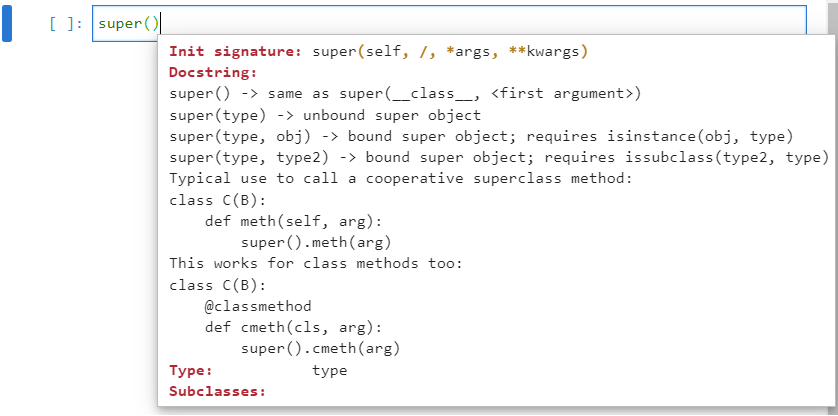 [ ]: super()
Init signature: super(self, /, *args, **kwargs)
Docstring:
super() -> same as super(__class__, <first argument>)
super(type) -> unbound super object
super(type, obj) -> bound super object; requires isinstance(obj, type)
super(type, type2) -> bound super object; requires issubclass(type2, type)
Typical use to call a cooperative superclass method:
class C(B):
    def meth(self, arg):
        super().meth(arg)
This works for class methods too:
class C(B):
    @classmethod
    def cmeth(cls, arg):
        super().cmeth(arg)
Type:           type
Subclasses: